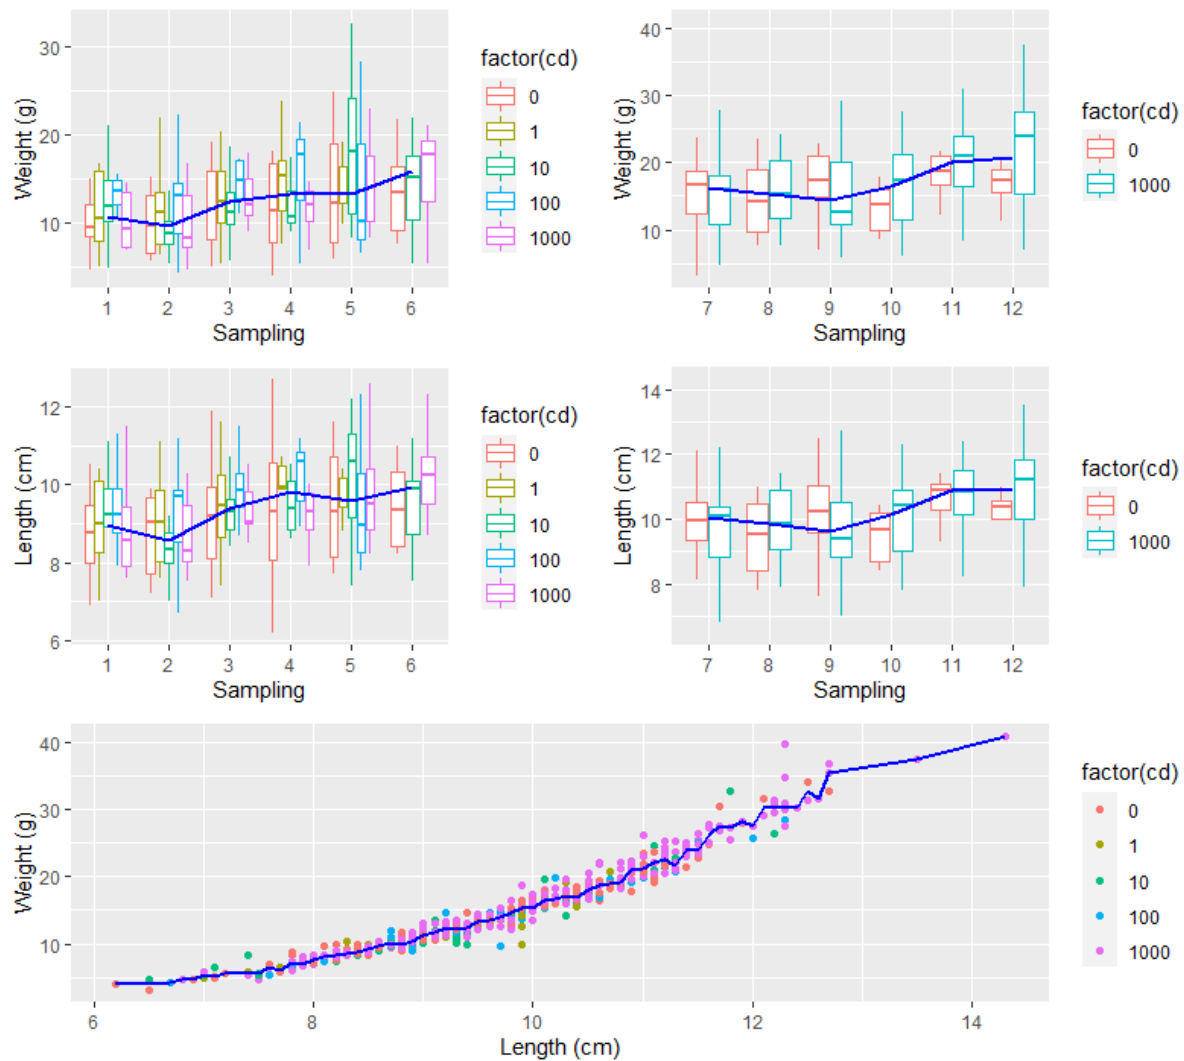 Weight (g)
30
20
10
1 2 3 4 5 6
Sampling
factor(cd)
0
1
10
100
1000
Weight (g)
40
30
20
10
7 8 9 10 11 12
Sampling
factor(cd)
0
1000
Length (cm)
12
10
8
6
1 2 3 4 5 6
Sampling
factor(cd)
0
1
10
100
1000
Length (cm)
14
12
10
8
7 8 9 10 11 12
Sampling
factor(cd)
0
1000
Weight (g)
40
30
20
10
6 8 10 12 14
Length (cm)
factor(cd)
0
1
10
100
1000